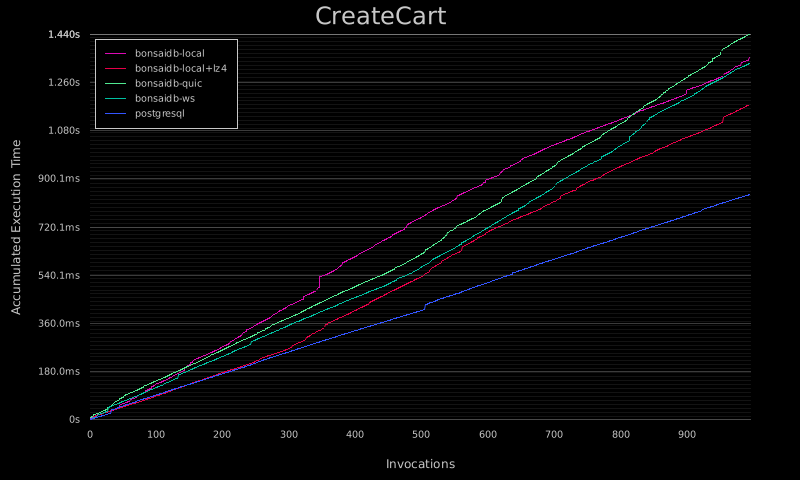 CreateCart
1.440s
1.260s
1.080s
900.1ms
720.1ms
540.1ms
360.0ms
180.0ms
0s
bonsaidb-local
bonsaidb-local+lz4
bonsaidb-quic
bonsaidb-ws
postgresql
Accumulated Execution Time
0 100 200 300 400 500 600 700 800 900
Invocations